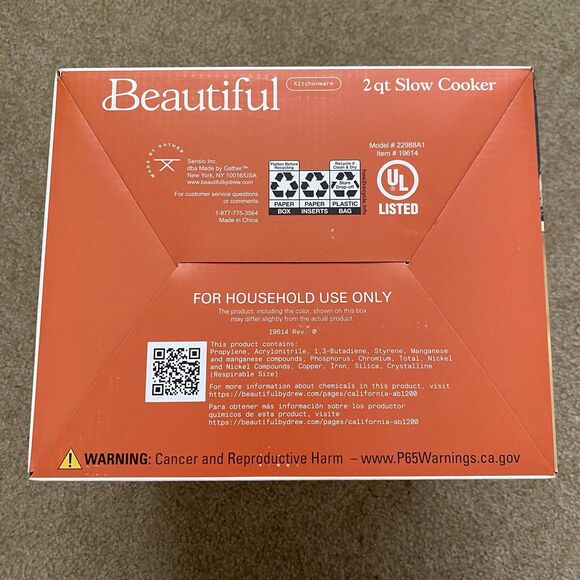 Beautiful Kitchenware 2 qt Slow Cooker
MADE BY GATHER
Sensio Inc.
dba Made by Gather™
New York, NY 10016/USA
www.beautifulbydrew.com
For customer service questions
or comments
1-877-775-3564
Made in China
Flatten Before
Recycling
Recycle if
Clean & Dry
Store
Drop-off
PAPER
BOX
PAPER
INSERTS
PLASTIC
BAG
how2recycle.info
Model # 22988A1
Item # 19614
UL
LISTED
FOR HOUSEHOLD USE ONLY
The product, including the color, shown on this box
may differ slightly from the actual product.
19614 Rev. 0
This product contains:
Propylene, Acrylonitrile, 1,3-Butadiene, Styrene, Manganese
and manganese compounds, Phosphorus, Chromium, Total, Nickel
and Nickel Compounds, Copper, Iron, Silica, Crystalline
(Respirable Size)
For more information about chemicals in this product, visit
https://beautifulbydrew.com/pages/california-ab1200
Para obtener más información sobre los productor
químicos de esta product, visite
https://beautifulbydrew.com/pages/california-ab1200
WARNING: Cancer and Reproductive Harm – www.P65Warnings.ca.gov